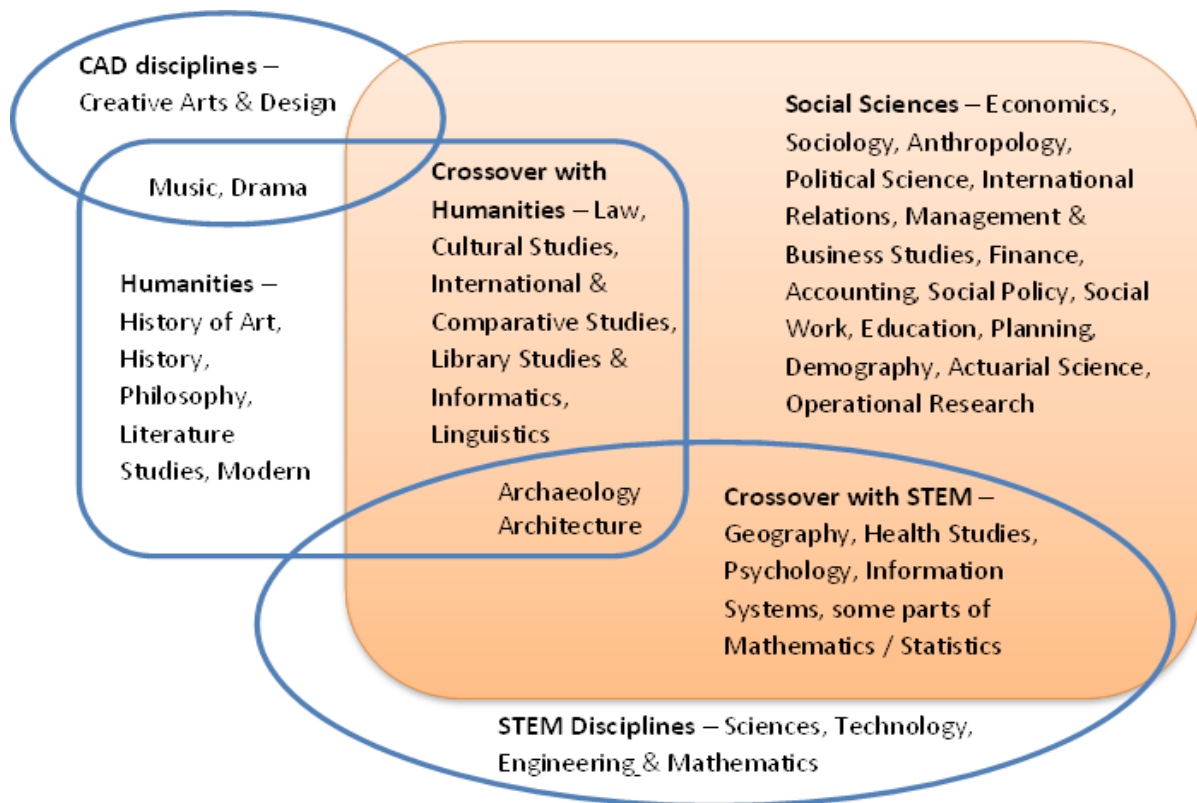 CAD disciplines –
Creative Arts & Design
Music, Drama
Humanities –
History of Art,
History,
Philosophy,
Literature
Studies, Modern
Crossover with
Humanities – Law,
Cultural Studies,
International &
Comparative Studies,
Library Studies &
Informatics,
Linguistics
Archaeology
Architecture
Social Sciences – Economics,
Sociology, Anthropology,
Political Science, International
Relations, Management &
Business Studies, Finance,
Accounting, Social Policy, Social
Work, Education, Planning,
Demography, Actuarial Science,
Operational Research
Crossover with STEM –
Geography, Health Studies,
Psychology, Information
Systems, some parts of
Mathematics / Statistics
STEM Disciplines – Sciences, Technology,
Engineering & Mathematics